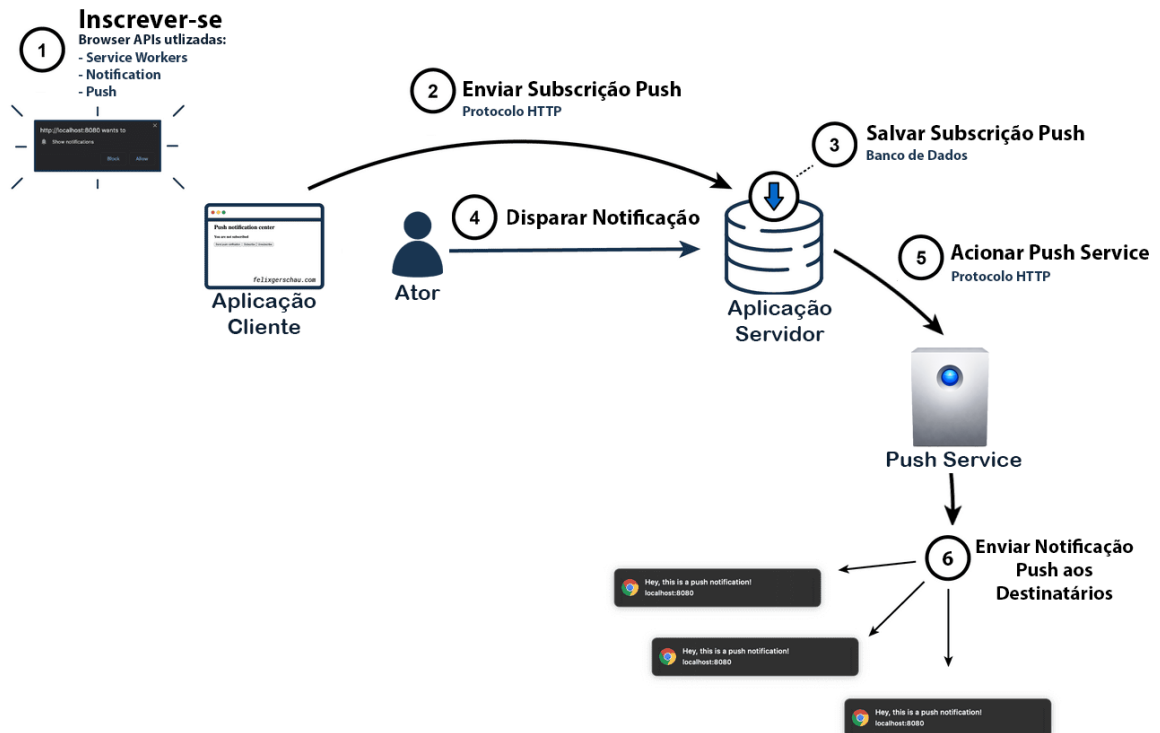 1
Inscrever-se
Browser APIs utlizadas:
- Service Workers
- Notification
- Push
http://localhost:8080 wants to
Show notifications
Block Allow
2
Enviar Subscrição Push
Protocolo HTTP
3
Salvar Subscrição Push
Banco de Dados
Push notification center
You are not subscribed.
felixgerschau.com
Aplicação
Cliente
4
Disparar Notificação
Ator
Aplicação
Servidor
5
Acionar Push Service
Protocolo HTTP
Push Service
6
Enviar Notificação
Push aos
Destinatários
Hey, this is a push notification!
localhost:8080
Hey, this is a push notification!
localhost:8080
Hey, this is a push notification!
localhost:8080